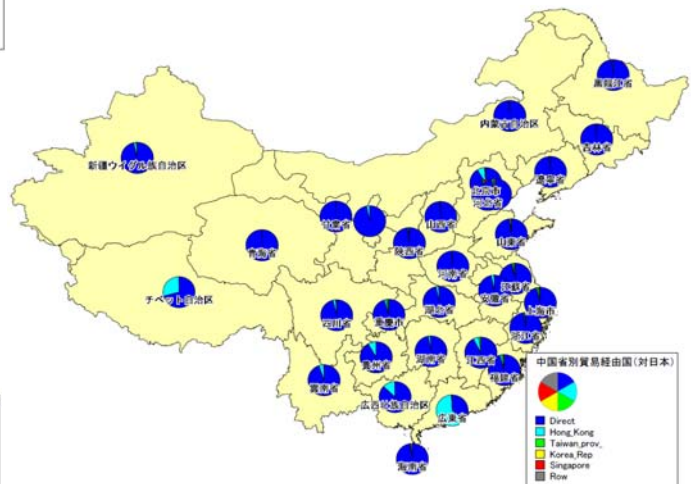 黒龍江省
内蒙古自治区
吉林省
新疆ウイグル族自治区
遼寧省
北京市
河北省
甘粛省
山西省
山東省
陝西省
青海省
河南省
チベット自治区
江蘇省
安徽省
上海市
湖北省
四川省
重慶市
浙江省
湖南省
江西省
貴州省
福建省
雲南省
広西壮族自治区
広東省
海南省
中国省別貿易経由国(対日本)
Direct
Hong_Kong
Taiwan_prov_
Korea_Rep
Singapore
Row